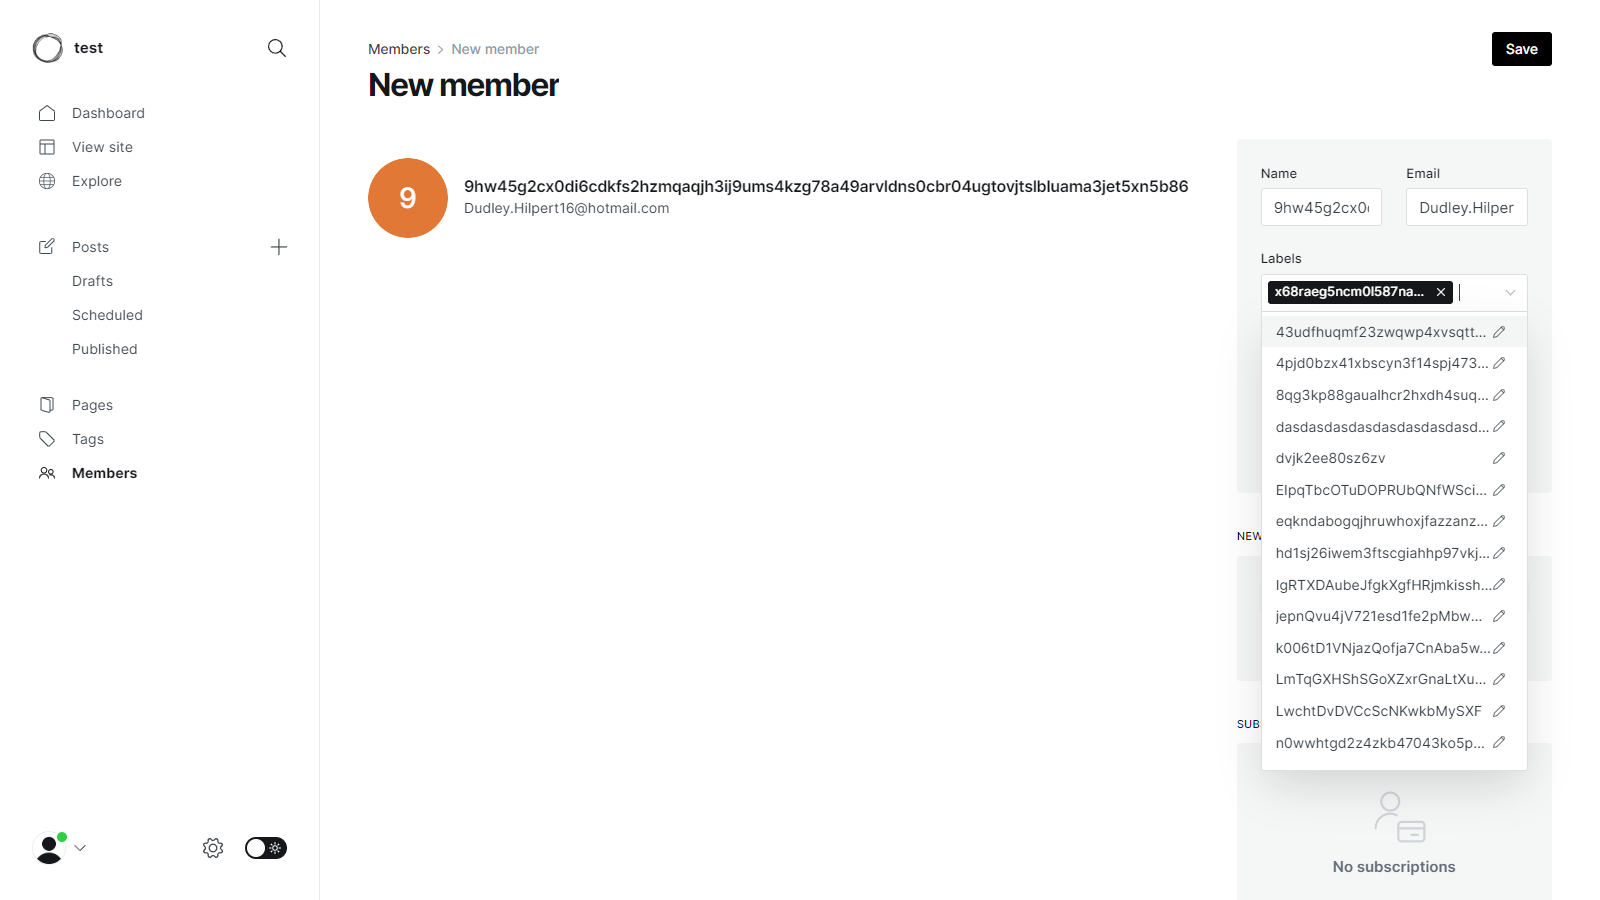 test
Dashboard
View site
Explore
Posts
Drafts
Scheduled
Published
Pages
Tags
Members
Members > New member
New member
Save
9
9hw45g2cx0di6cdkfs2hzmqaqjh3ij9ums4kzg78a49arvldns0cbr04ugtovjtslbluama3jet5xn5b86
Dudley.Hilpert16@hotmail.com
Name
Email
9hw45g2cx0
Dudley.Hilper
Labels
x68raeg5ncm0l587na...
43udfhuqmf23zwqwp4xvsqtt...
4pjd0bzx41xbscyn3f14spj473...
8qg3kp88gaualhcr2hxdh4suq...
dasdasdasdasdasdasdasdasd...
dvjk2ee80sz6zv
ElpqTbcOTuDOPRUbQNfWSci...
eqkndabogqjhruwhoxjfazzanz...
hd1sj26iwem3ftscgiahhp97vkj...
IgRTXDAubeJfgkXgfHRjmkissh...
jepnQvu4jV721esd1fe2pMbw...
k006tD1VNjazQofja7CnAba5w...
LmTqGXHShSGoXZxrGnaLtXu...
LwchtDvDVCcScNKwkbMySXF
n0wwhtgd2z4zkb47043ko5p...
NEW
SUB
No subscriptions